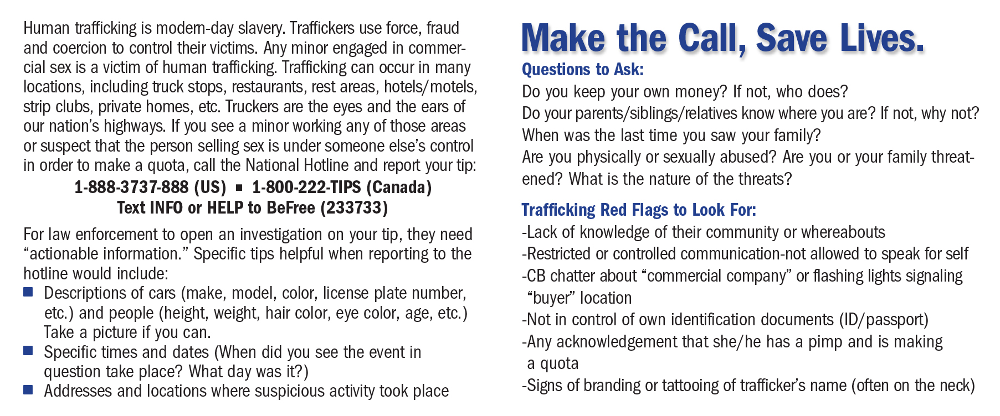 Human trafficking is modern-day slavery. Traffickers use force, fraud
and coercion to control their victims. Any minor engaged in commer-
cial sex is a victim of human trafficking. Trafficking can occur in many
locations, including truck stops, restaurants, rest areas, hotels/motels,
strip clubs, private homes, etc. Truckers are the eyes and the ears of
our nation’s highways. If you see a minor working any of those areas
or suspect that the person selling sex is under someone else’s control
in order to make a quota, call the National Hotline and report your tip:
1-888-3737-888 (US) ■ 1-800-222-TIPS (Canada)
Text INFO or HELP to BeFree (233733)
For law enforcement to open an investigation on your tip, they need
“actionable information.” Specific tips helpful when reporting to the
hotline would include:
■ Descriptions of cars (make, model, color, license plate number,
etc.) and people (height, weight, hair color, eye color, age, etc.)
Take a picture if you can.
■ Specific times and dates (When did you see the event in
question take place? What day was it?)
■ Addresses and locations where suspicious activity took place
Make the Call, Save Lives.
Questions to Ask:
Do you keep your own money? If not, who does?
Do your parents/siblings/relatives know where you are? If not, why not?
When was the last time you saw your family?
Are you physically or sexually abused? Are you or your family threat-
ened? What is the nature of the threats?
Trafficking Red Flags to Look For:
-Lack of knowledge of their community or whereabouts
-Restricted or controlled communication-not allowed to speak for self
-CB chatter about “commercial company” or flashing lights signaling
“buyer” location
-Not in control of own identification documents (ID/passport)
-Any acknowledgement that she/he has a pimp and is making
a quota
-Signs of branding or tattooing of trafficker’s name (often on the neck)